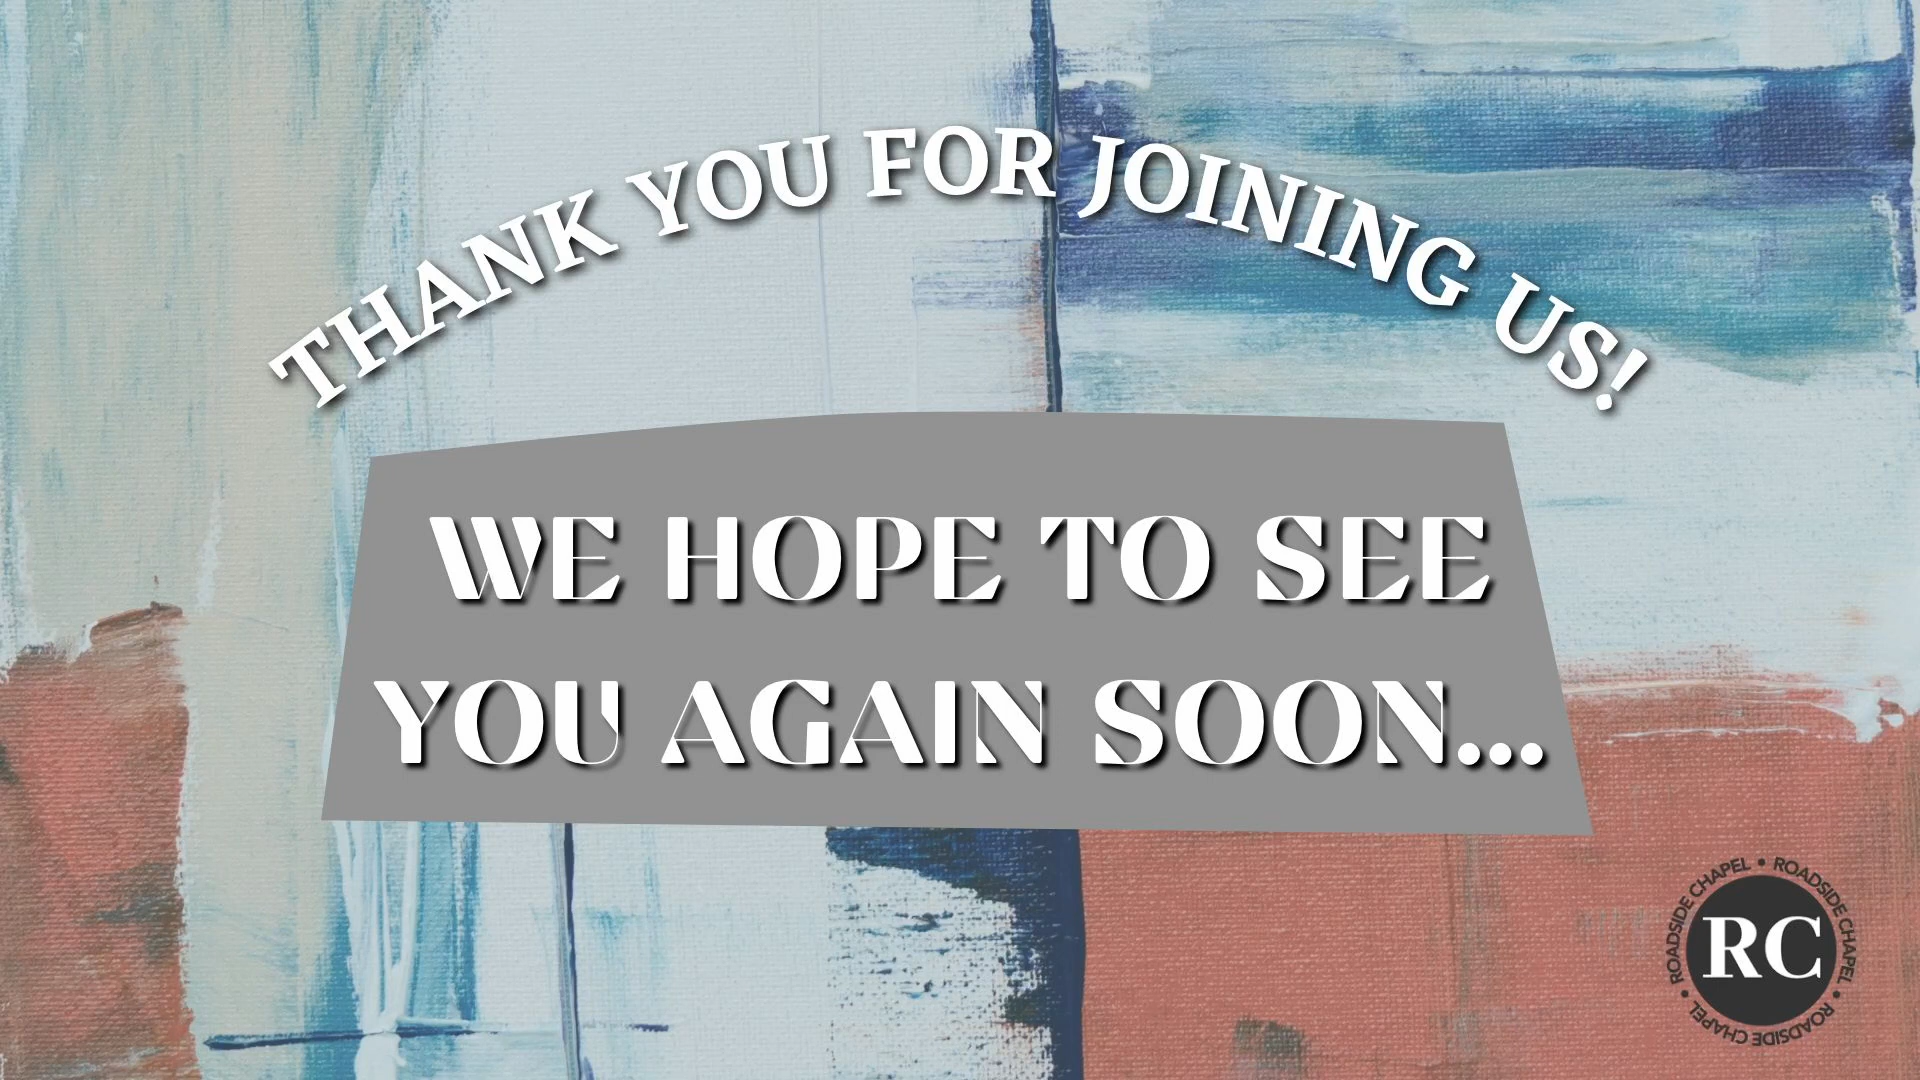 THANK YOU FOR JOINING US!
WE HOPE TO SEE
YOU AGAIN SOON...
ROADSIDE CHAPEL • ROADSIDE CHAPEL • ROADSIDE CHAPEL •
RC